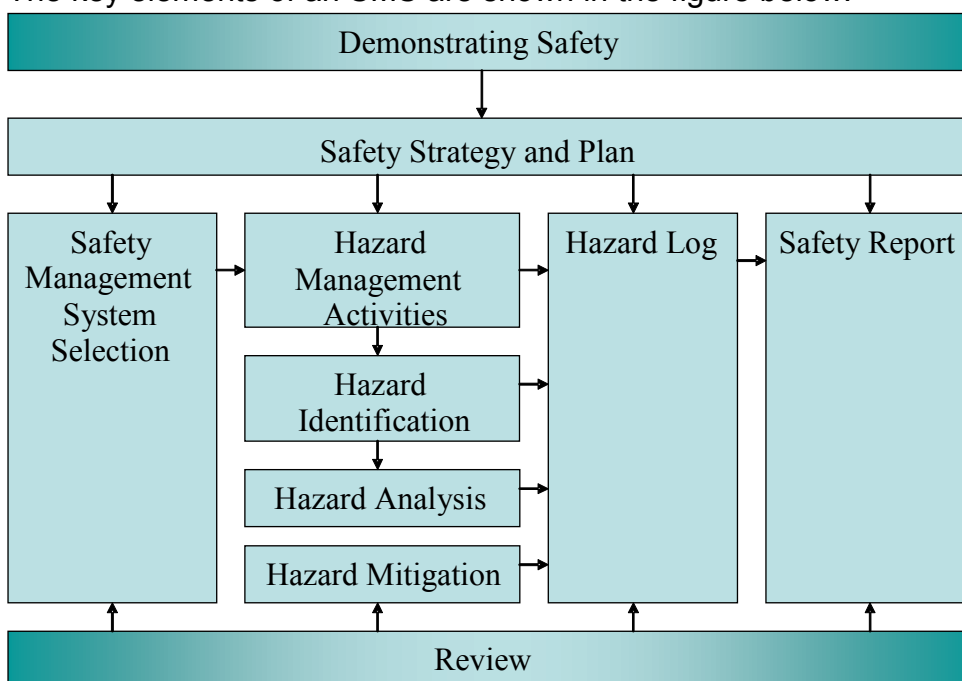 The key elements of an SMS are shown in the figure below.
Demonstrating Safety
Safety Strategy and Plan
Safety
Management
System
Selection
Hazard
Management
Activities
Hazard
Identification
Hazard Analysis
Hazard Mitigation
Hazard Log
Safety Report
Review